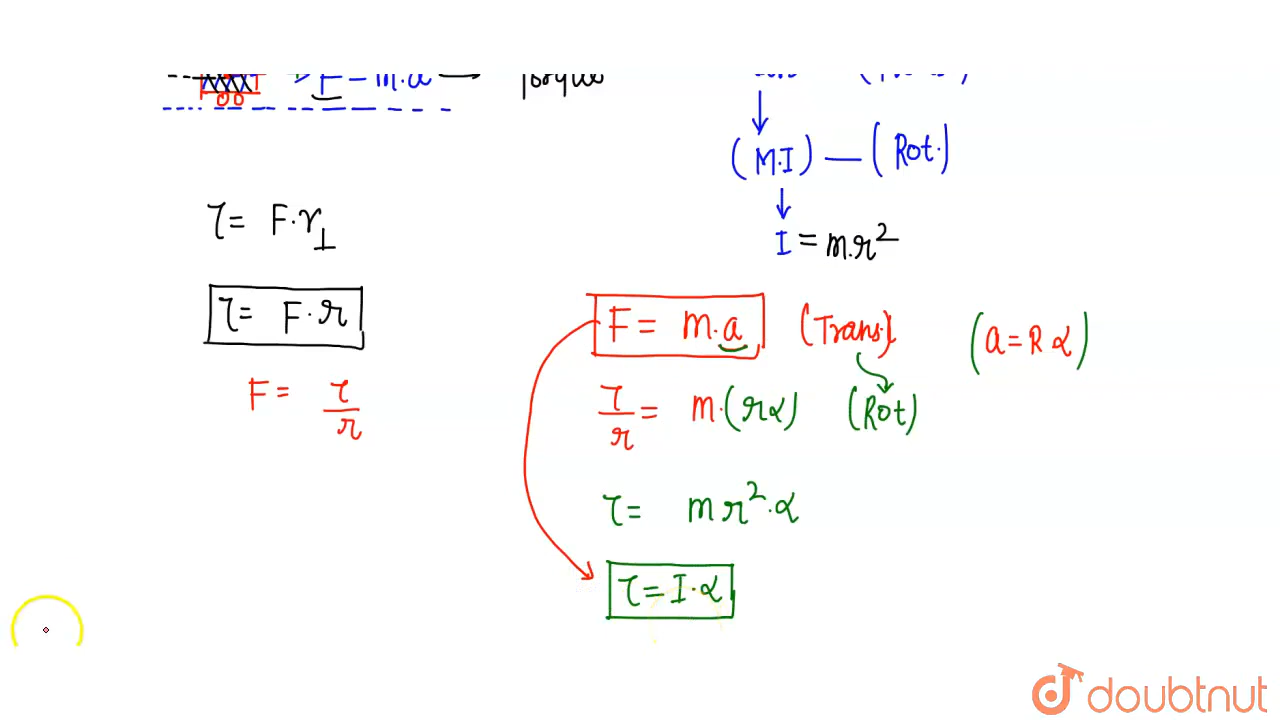 F = m.a → Torque
(M.I) — (Rot.)
I = m.r²
τ = F.r⊥
τ = F.r
F = τ/r
F = m.a (Trans.) (a = Rα)
τ/r = m.(rα) (Rot)
τ = mr².α
τ = I.α
doubtnut